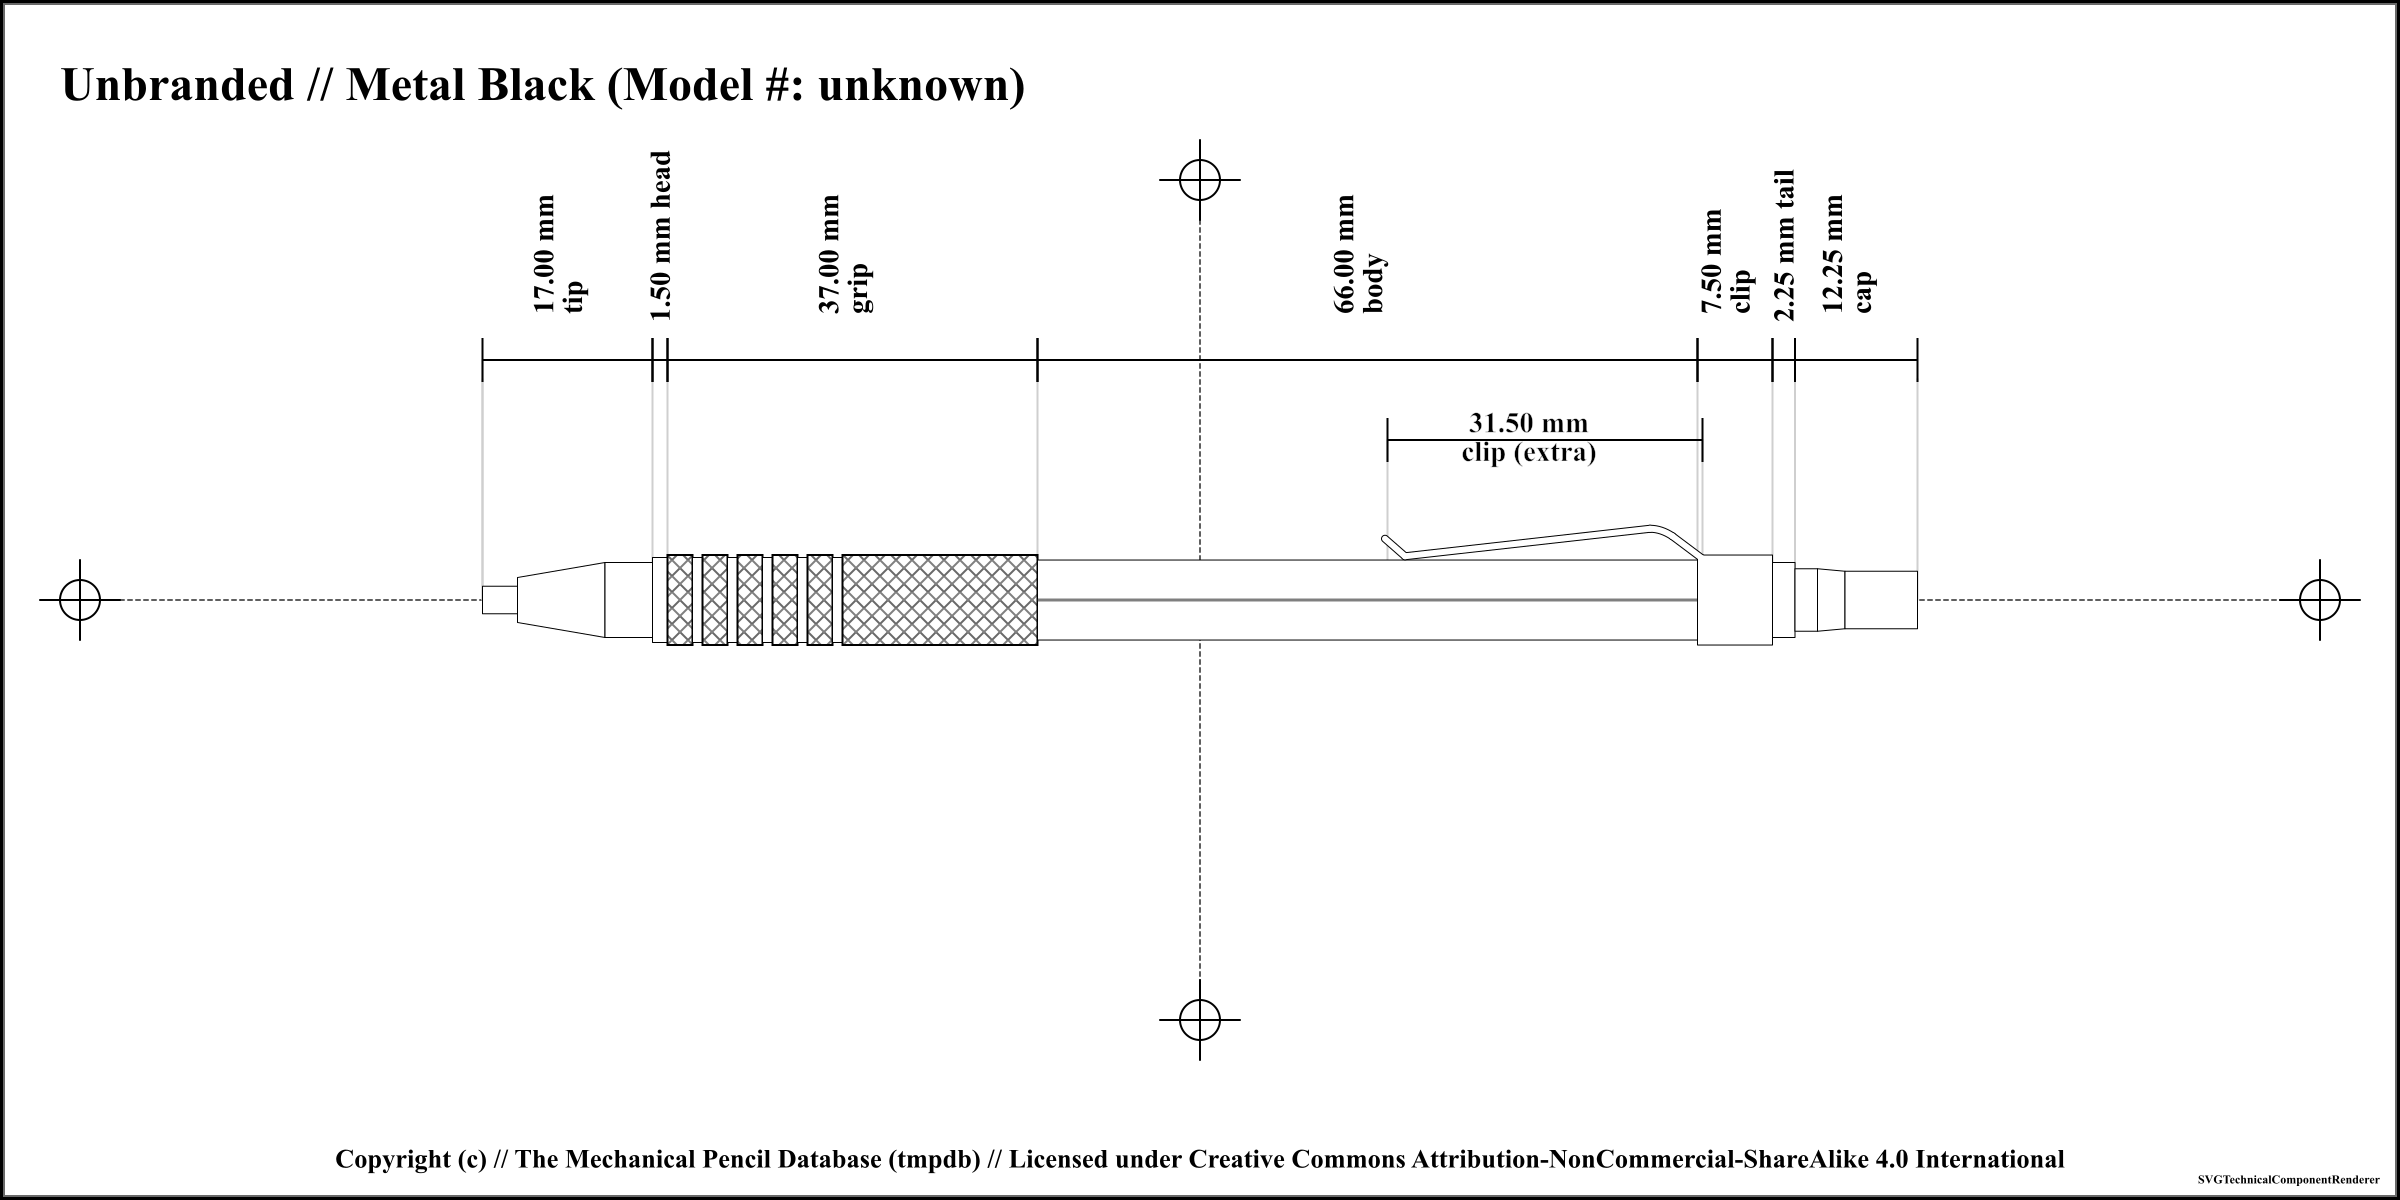 Unbranded // Metal Black (Model #: unknown)
17.00 mm
tip
1.50 mm head
37.00 mm
grip
66.00 mm
body
7.50 mm
clip
2.25 mm tail
12.25 mm
cap
31.50 mm
clip (extra)
Copyright (c) // The Mechanical Pencil Database (tmpdb) // Licensed under Creative Commons Attribution-NonCommercial-ShareAlike 4.0 International
SVGTechnicalComponentRenderer